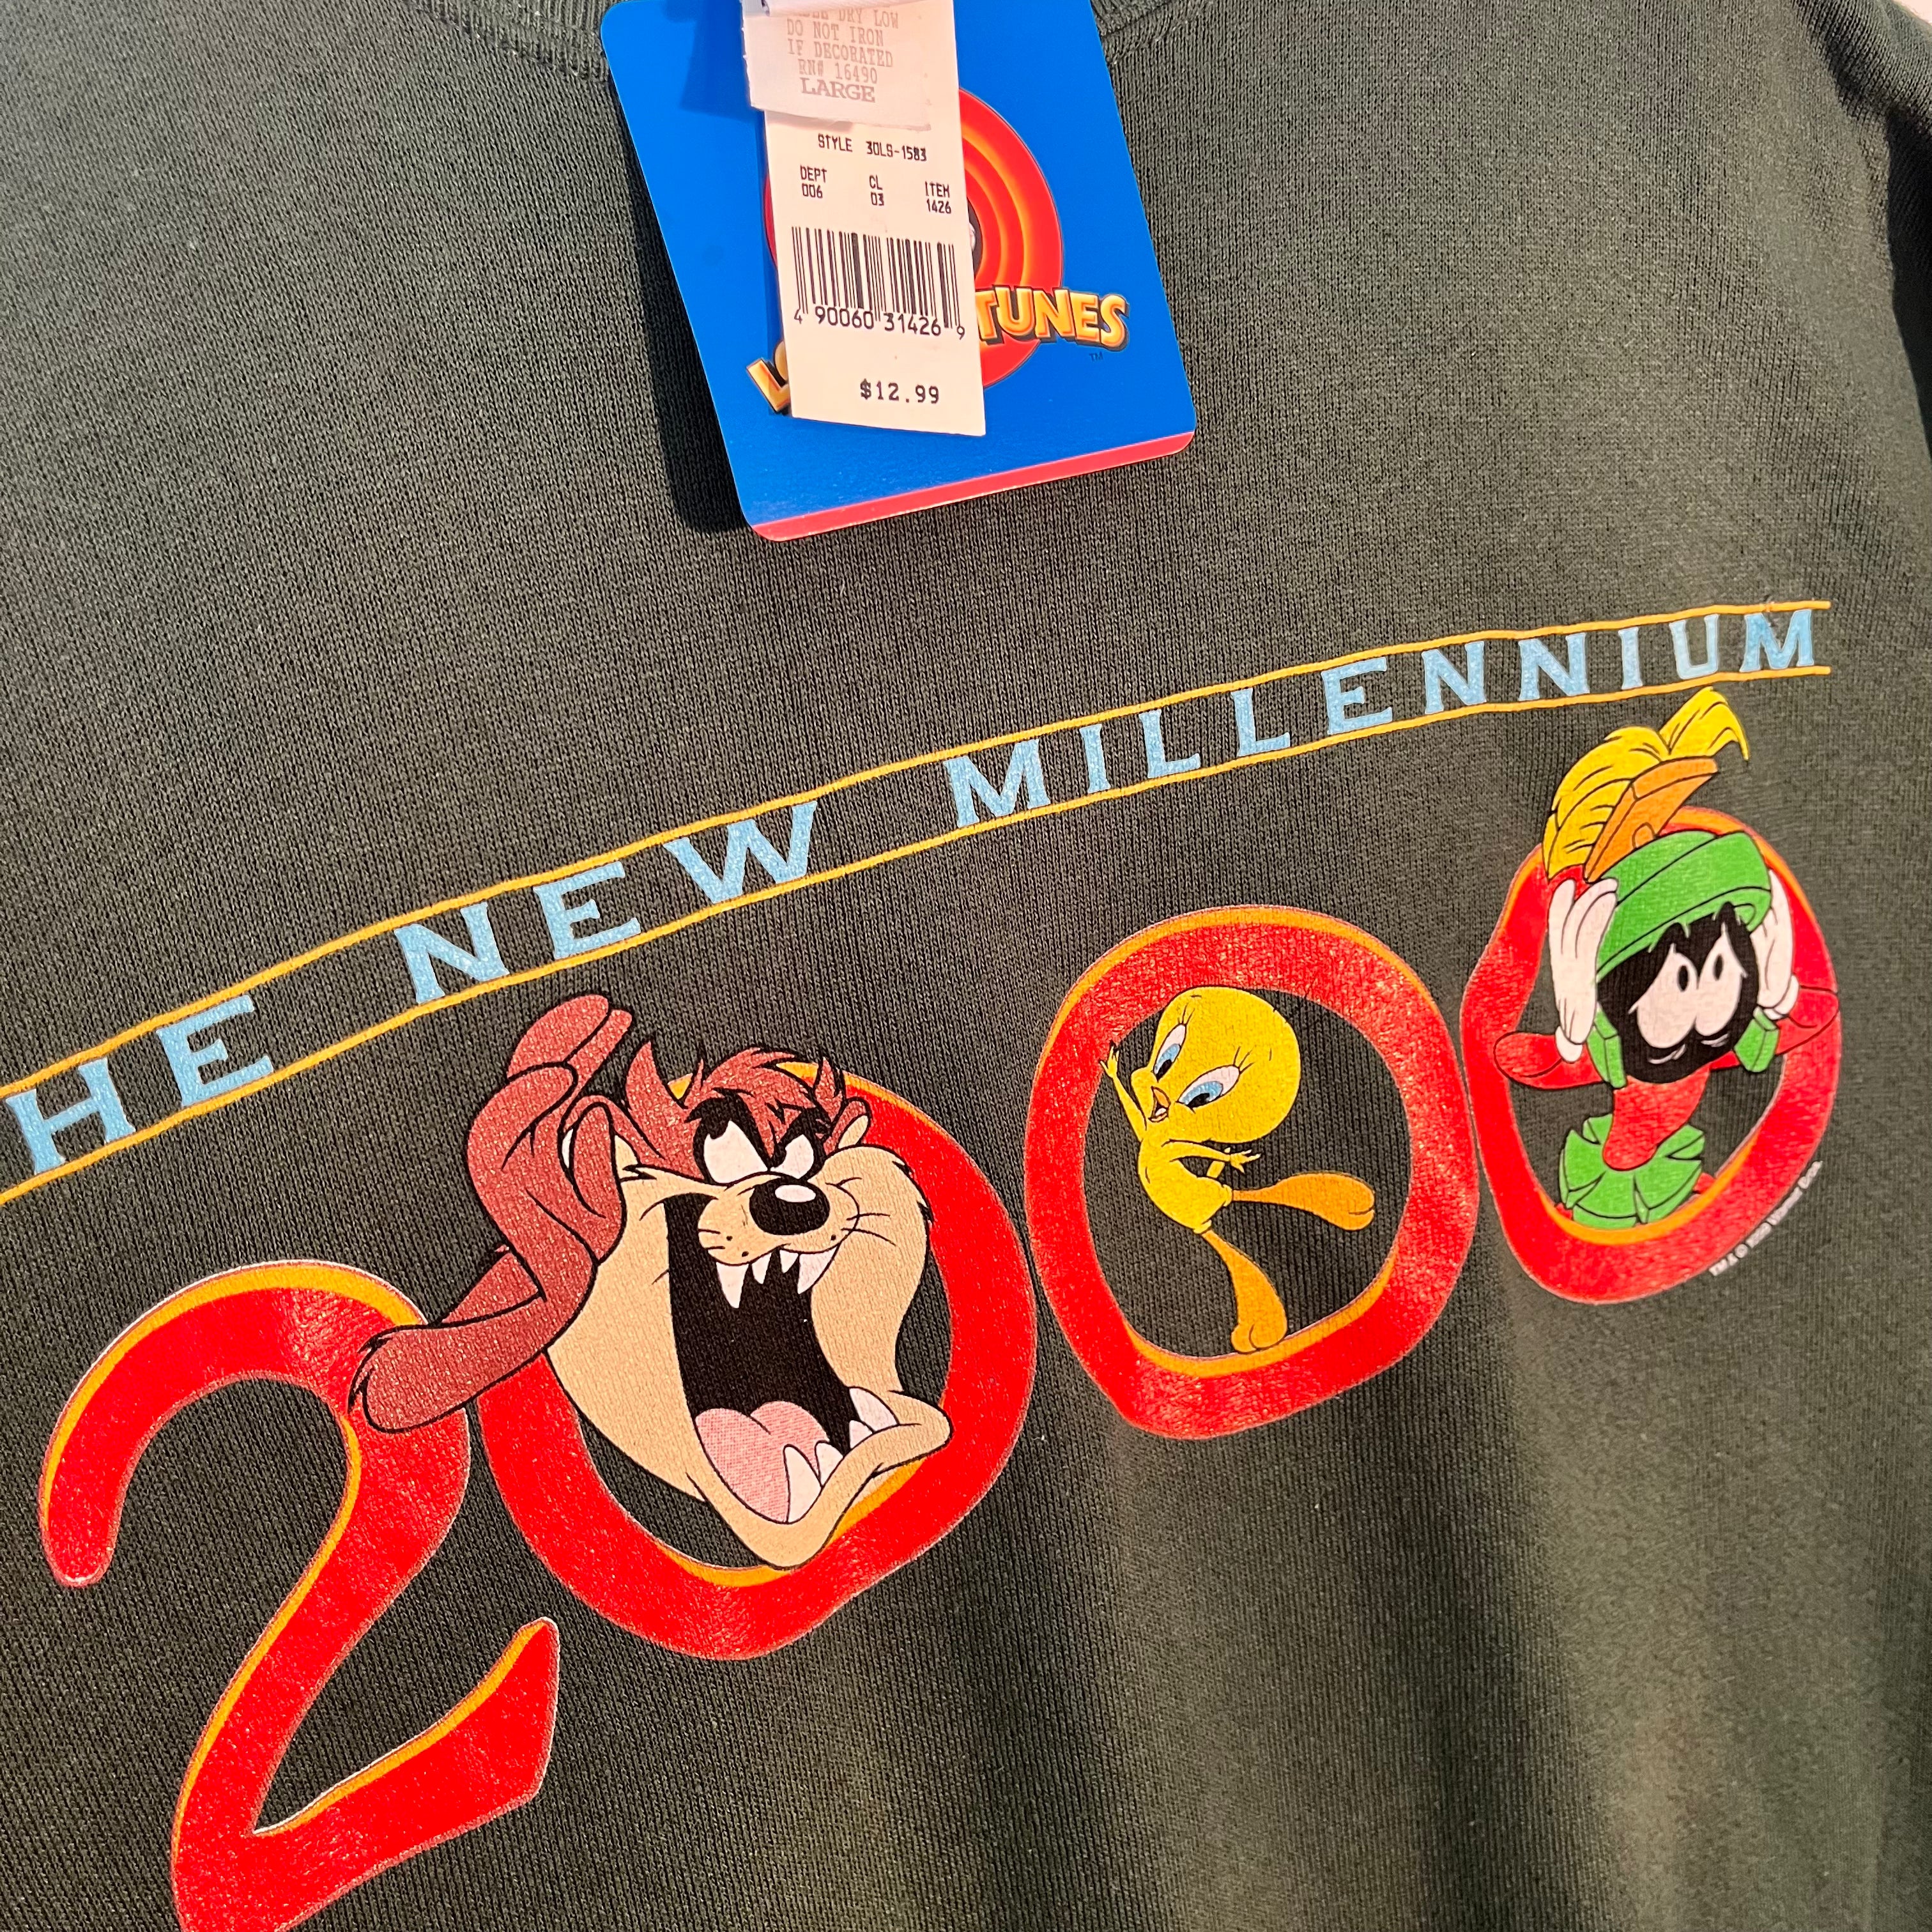 DRY LOW
DO NOT IRON
IF DECORATED
RN# 16490
LARGE
STYLE 30LS-1583
DEPT CL ITEM
006 03 1426
4 90060 31426 9
$12.99
TUNES
TM
HE NEW MILLENNIUM
2000